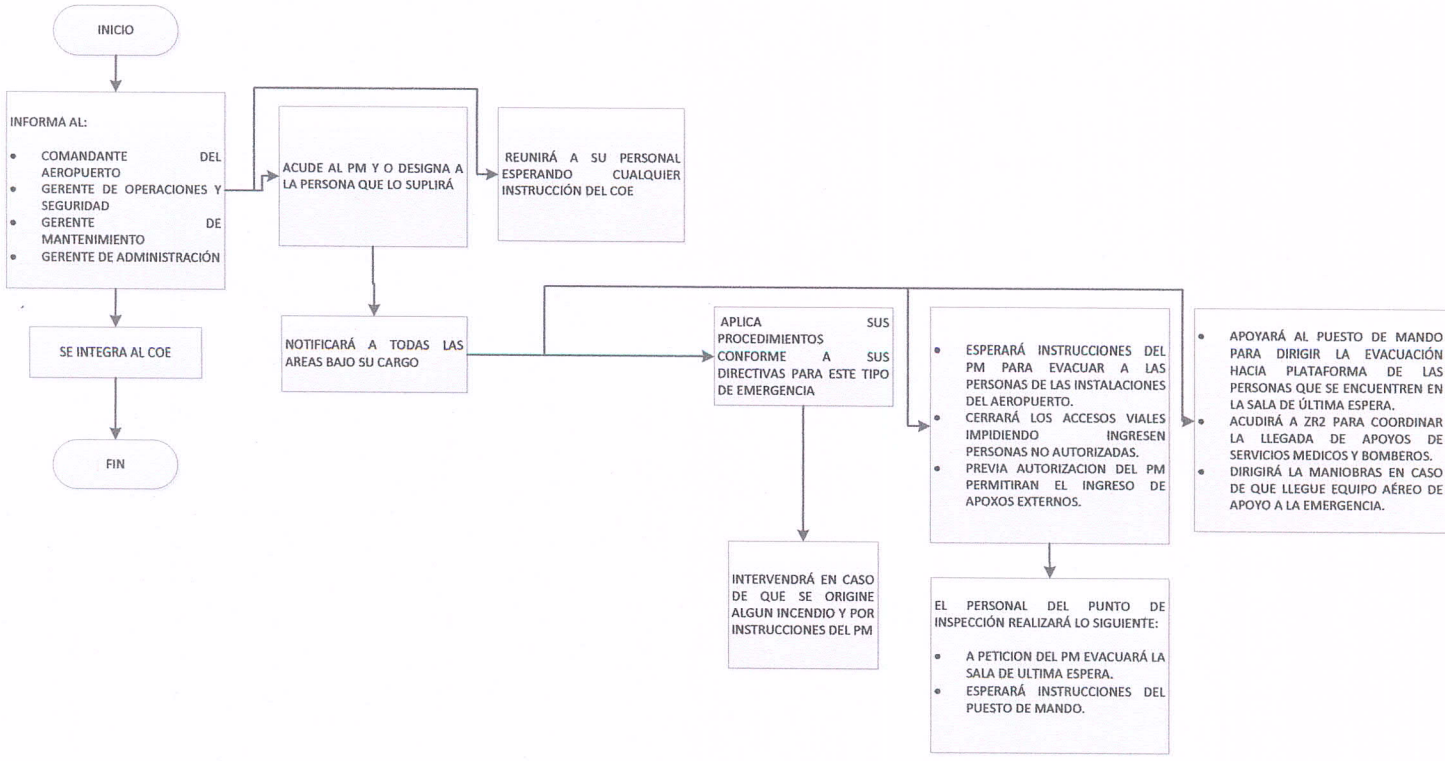 INICIO
INFORMA AL:
• COMANDANTE DEL
AEROPUERTO
• GERENTE DE OPERACIONES Y
SEGURIDAD
• GERENTE DE
MANTENIMIENTO
• GERENTE DE ADMINISTRACIÓN
SE INTEGRA AL COE
FIN
ACUDE AL PM Y O DESIGNA A
LA PERSONA QUE LO SUPLIRÁ
REUNIRÁ A SU PERSONAL
ESPERANDO CUALQUIER
INSTRUCCIÓN DEL COE
NOTIFICARÁ A TODAS LAS
AREAS BAJO SU CARGO
APLICA SUS
PROCEDIMIENTOS
CONFORME A SUS
DIRECTIVAS PARA ESTE TIPO
DE EMERGENCIA
INTERVENDRÁ EN CASO
DE QUE SE ORIGINE
ALGUN INCENDIO Y POR
INSTRUCCIONES DEL PM
• ESPERARÁ INSTRUCCIONES DEL
PM PARA EVACUAR A LAS
PERSONAS DE LAS INSTALACIONES
DEL AEROPUERTO.
• CERRARÁ LOS ACCESOS VIALES
IMPIDIENDO INGRESEN
PERSONAS NO AUTORIZADAS.
• PREVIA AUTORIZACION DEL PM
PERMITIRAN EL INGRESO DE
APOXOS EXTERNOS.
EL PERSONAL DEL PUNTO DE
INSPECCIÓN REALIZARÁ LO SIGUIENTE:
• A PETICION DEL PM EVACUARÁ LA
SALA DE ULTIMA ESPERA.
• ESPERARÁ INSTRUCCIONES DEL
PUESTO DE MANDO.
• APOYARÁ AL PUESTO DE MANDO
PARA DIRIGIR LA EVACUACIÓN
HACIA PLATAFORMA DE LAS
PERSONAS QUE SE ENCUENTREN EN
LA SALA DE ÚLTIMA ESPERA.
• ACUDIRÁ A ZR2 PARA COORDINAR
LA LLEGADA DE APOYOS DE
SERVICIOS MEDICOS Y BOMBEROS.
• DIRIGIRÁ LA MANIOBRAS EN CASO
DE QUE LLEGUE EQUIPO AÉREO DE
APOYO A LA EMERGENCIA.